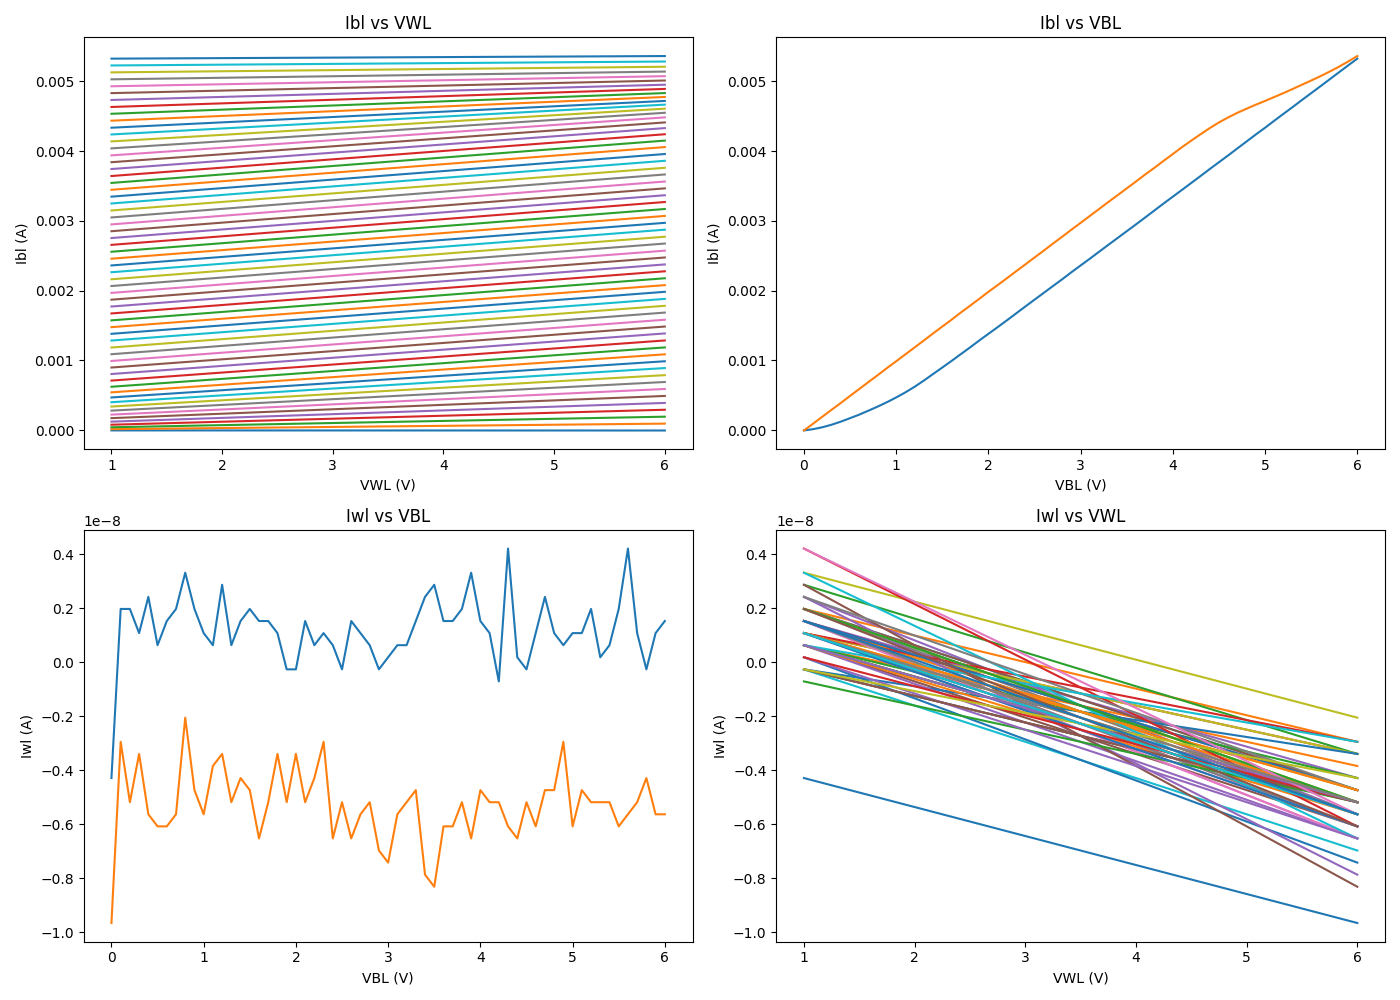 Ibl vs VWL
Ibl (A)
0.005
0.004
0.003
0.002
0.001
0.000
1 2 3 4 5 6
VWL (V)
Ibl vs VBL
Ibl (A)
0.005
0.004
0.003
0.002
0.001
0.000
0 1 2 3 4 5 6
VBL (V)
Iwl vs VBL
1e−8
Iwl (A)
0.4
0.2
0.0
−0.2
−0.4
−0.6
−0.8
−1.0
0 1 2 3 4 5 6
VBL (V)
Iwl vs VWL
1e−8
Iwl (A)
0.4
0.2
0.0
−0.2
−0.4
−0.6
−0.8
−1.0
1 2 3 4 5 6
VWL (V)